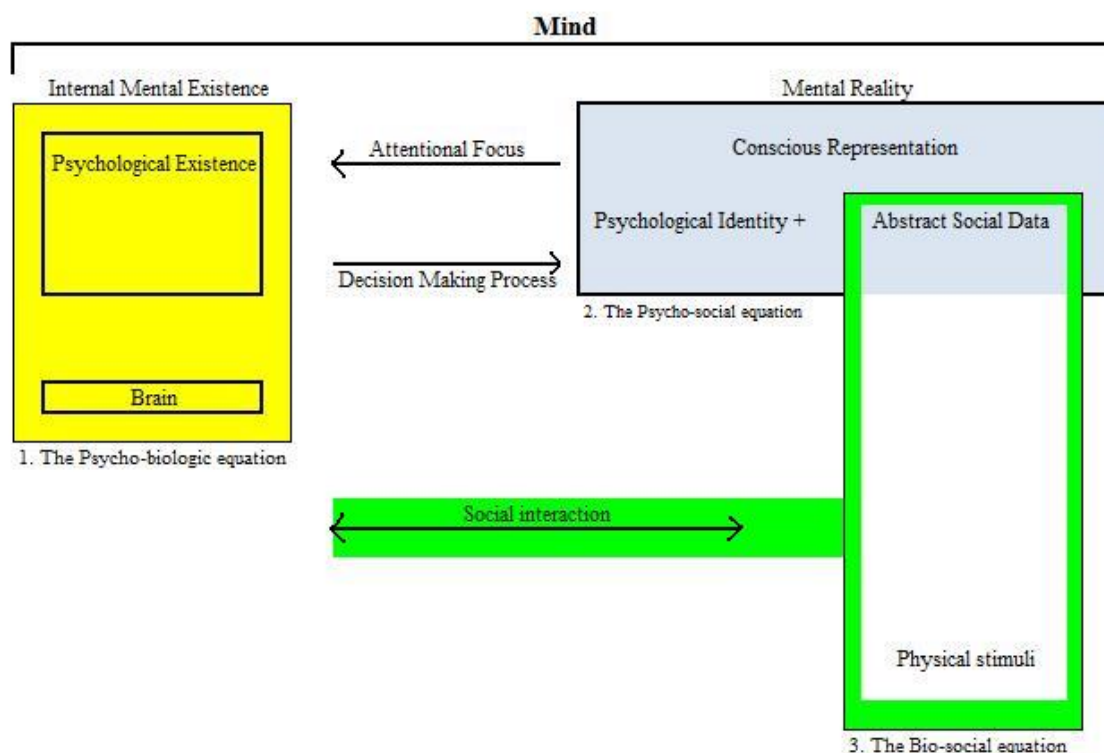 Mind
Internal Mental Existence
Mental Reality
Psychological Existence
Attentional Focus
Conscious Representation
Psychological Identity +
Abstract Social Data
Decision Making Process
2. The Psycho-social equation
Brain
1. The Psycho-biologic equation
Social interaction
Physical stimuli
3. The Bio-social equation